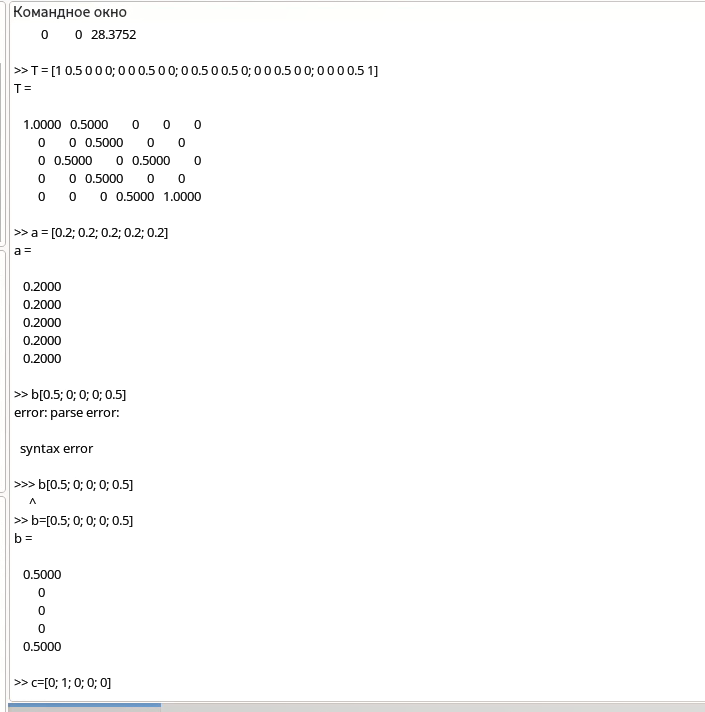 Командное окно
0 0 28.3752
>> T = [1 0.5 0 0 0; 0 0 0.5 0 0; 0 0.5 0 0.5 0; 0 0 0.5 0 0; 0 0 0 0.5 1]
T =
1.0000 0.5000 0 0 0
0 0 0.5000 0 0
0 0.5000 0 0.5000 0
0 0 0.5000 0 0
0 0 0 0.5000 1.0000
>> a = [0.2; 0.2; 0.2; 0.2; 0.2]
a =
0.2000
0.2000
0.2000
0.2000
0.2000
>> b[0.5; 0; 0; 0; 0.5]
error: parse error:
syntax error
>>> b[0.5; 0; 0; 0; 0.5]
^
>> b=[0.5; 0; 0; 0; 0.5]
b =
0.5000
0
0
0
0.5000
>> c=[0; 1; 0; 0; 0]